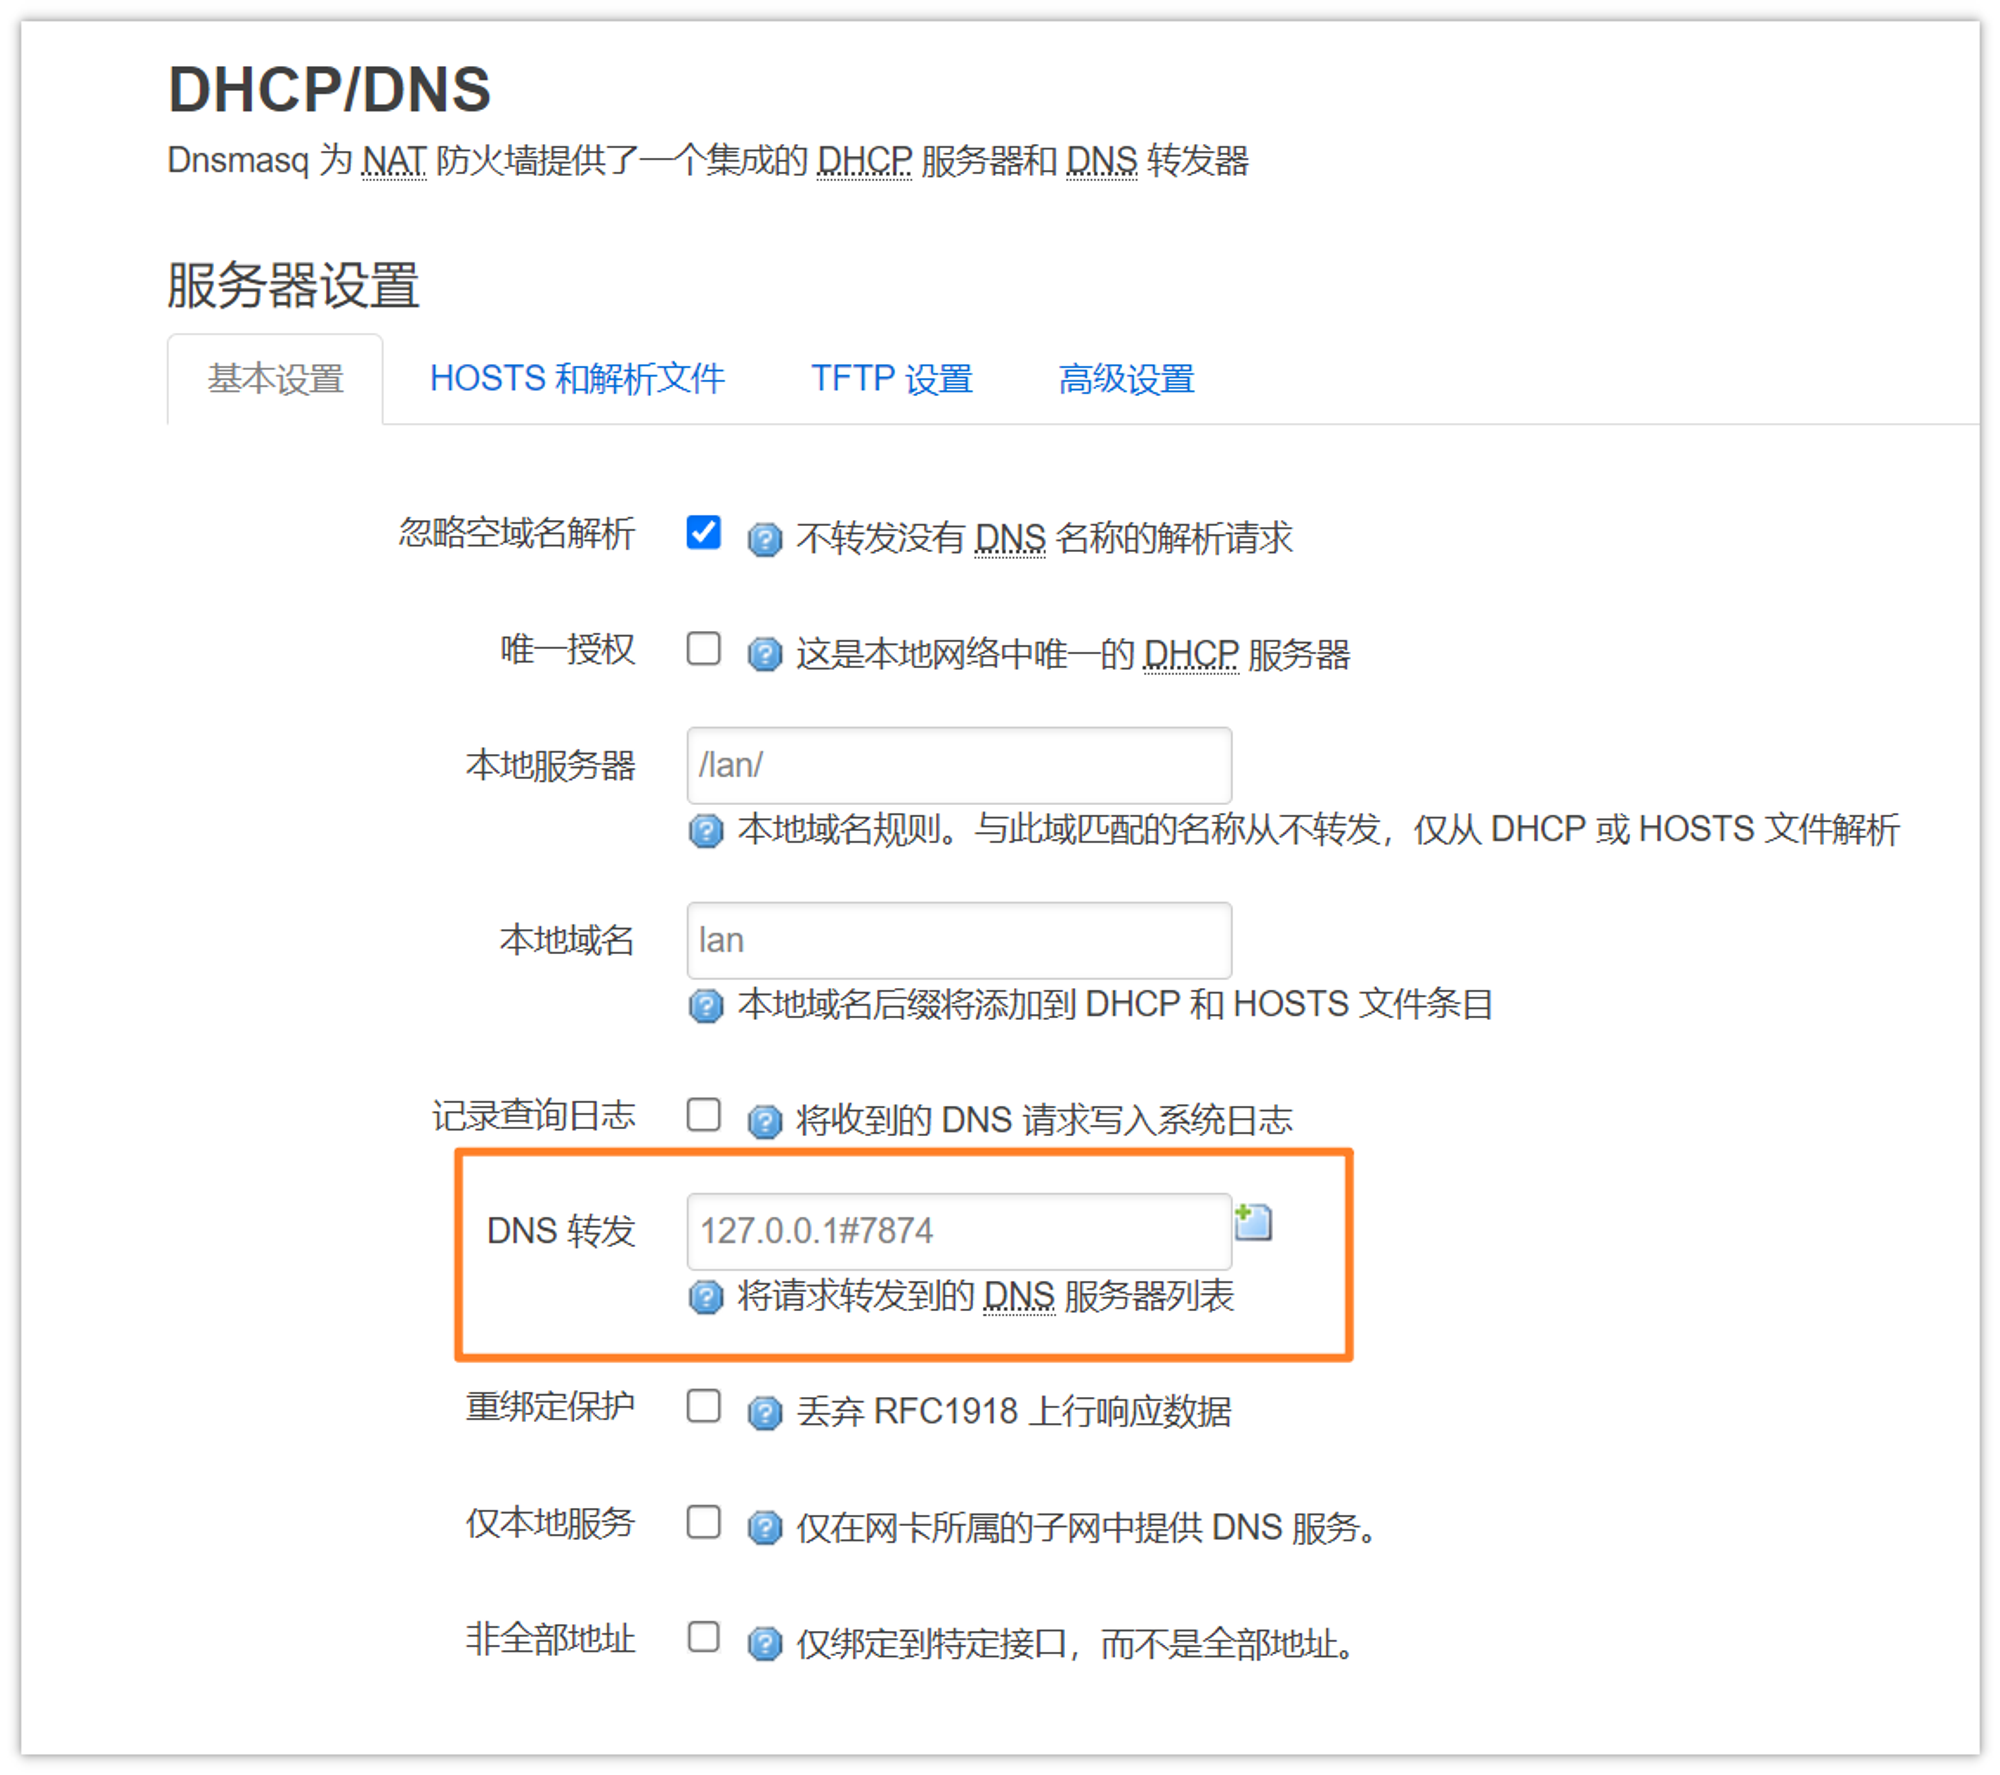 DHCP/DNS
Dnsmasq 为 NAT 防火墙提供了一个集成的 DHCP 服务器和 DNS 转发器
服务器设置
基本设置 HOSTS 和解析文件 TFTP 设置 高级设置
忽略空域名解析 不转发没有 DNS 名称的解析请求
唯一授权 这是本地网络中唯一的 DHCP 服务器
本地服务器 /lan/
本地域名规则。与此域匹配的名称从不转发，仅从 DHCP 或 HOSTS 文件解析
本地域名 lan
本地域名后缀将添加到 DHCP 和 HOSTS 文件条目
记录查询日志 将收到的 DNS 请求写入系统日志
DNS 转发 127.0.0.1#7874
将请求转发到的 DNS 服务器列表
重绑定保护 丢弃 RFC1918 上行响应数据
仅本地服务 仅在网卡所属的子网中提供 DNS 服务。
非全部地址 仅绑定到特定接口，而不是全部地址。